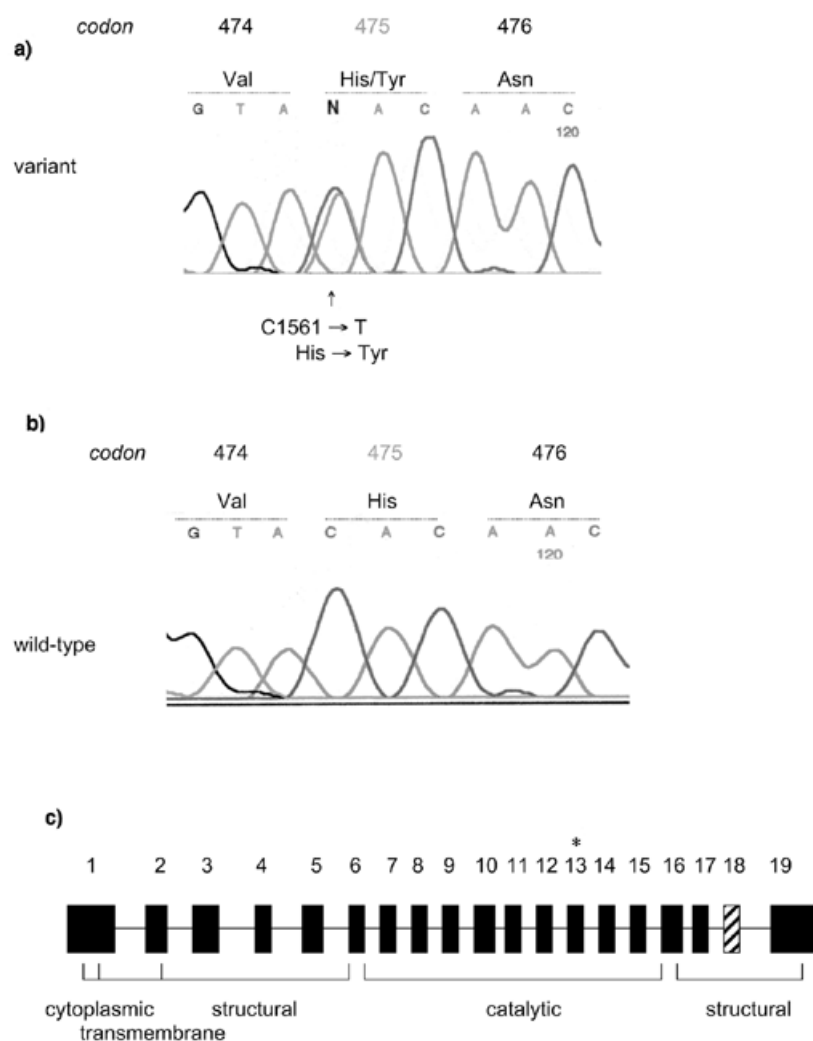 codon 474 475 476
a)
Val His/Tyr Asn
G T A N A C A A C
120
variant
↑
C1561 → T
His → Tyr
b)
codon 474 475 476
Val His Asn
G T A C A C A A C
120
wild-type
c)
*
1 2 3 4 5 6 7 8 9 10 11 12 13 14 15 16 17 18 19
cytoplasmic structural catalytic structural
transmembrane